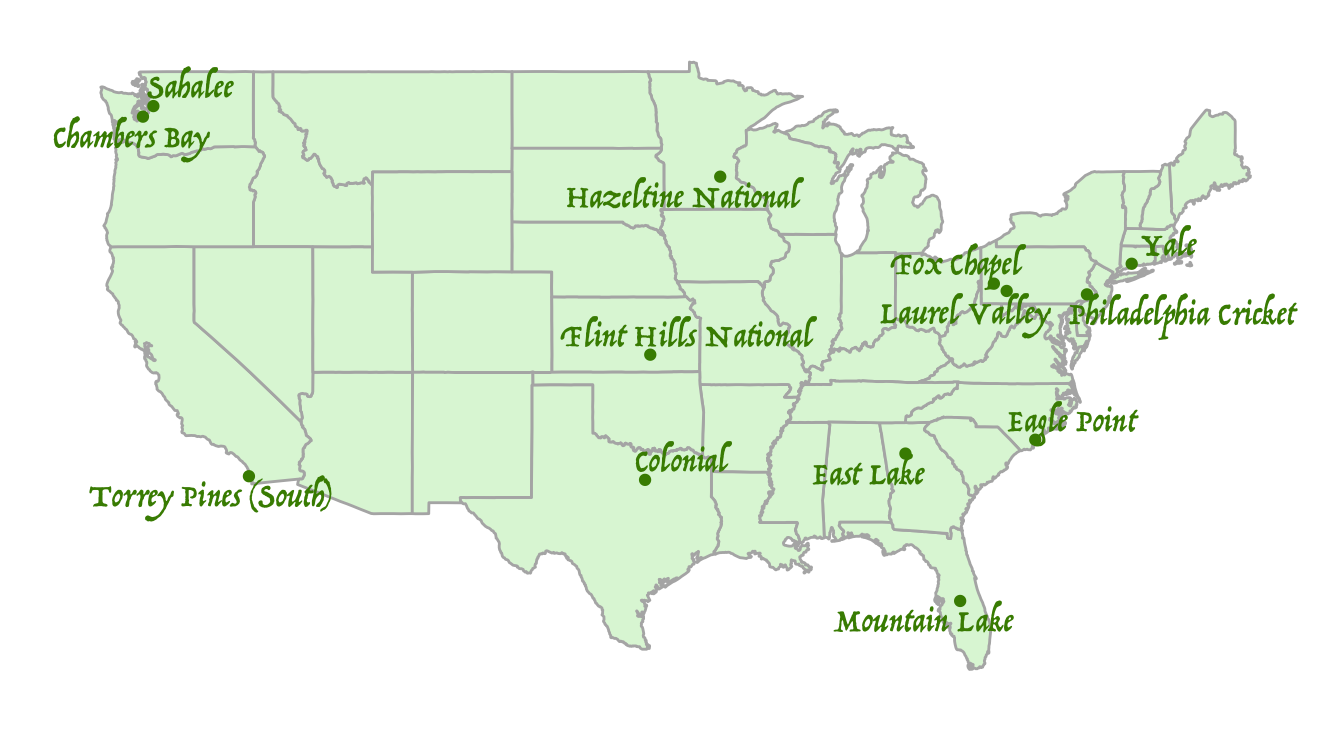 Sahalee
Chambers Bay
Hazeltine National
Yale
Fox Chapel
Laurel Valley
Philadelphia Cricket
Flint Hills National
Eagle Point
Colonial
East Lake
Torrey Pines (South)
Mountain Lake